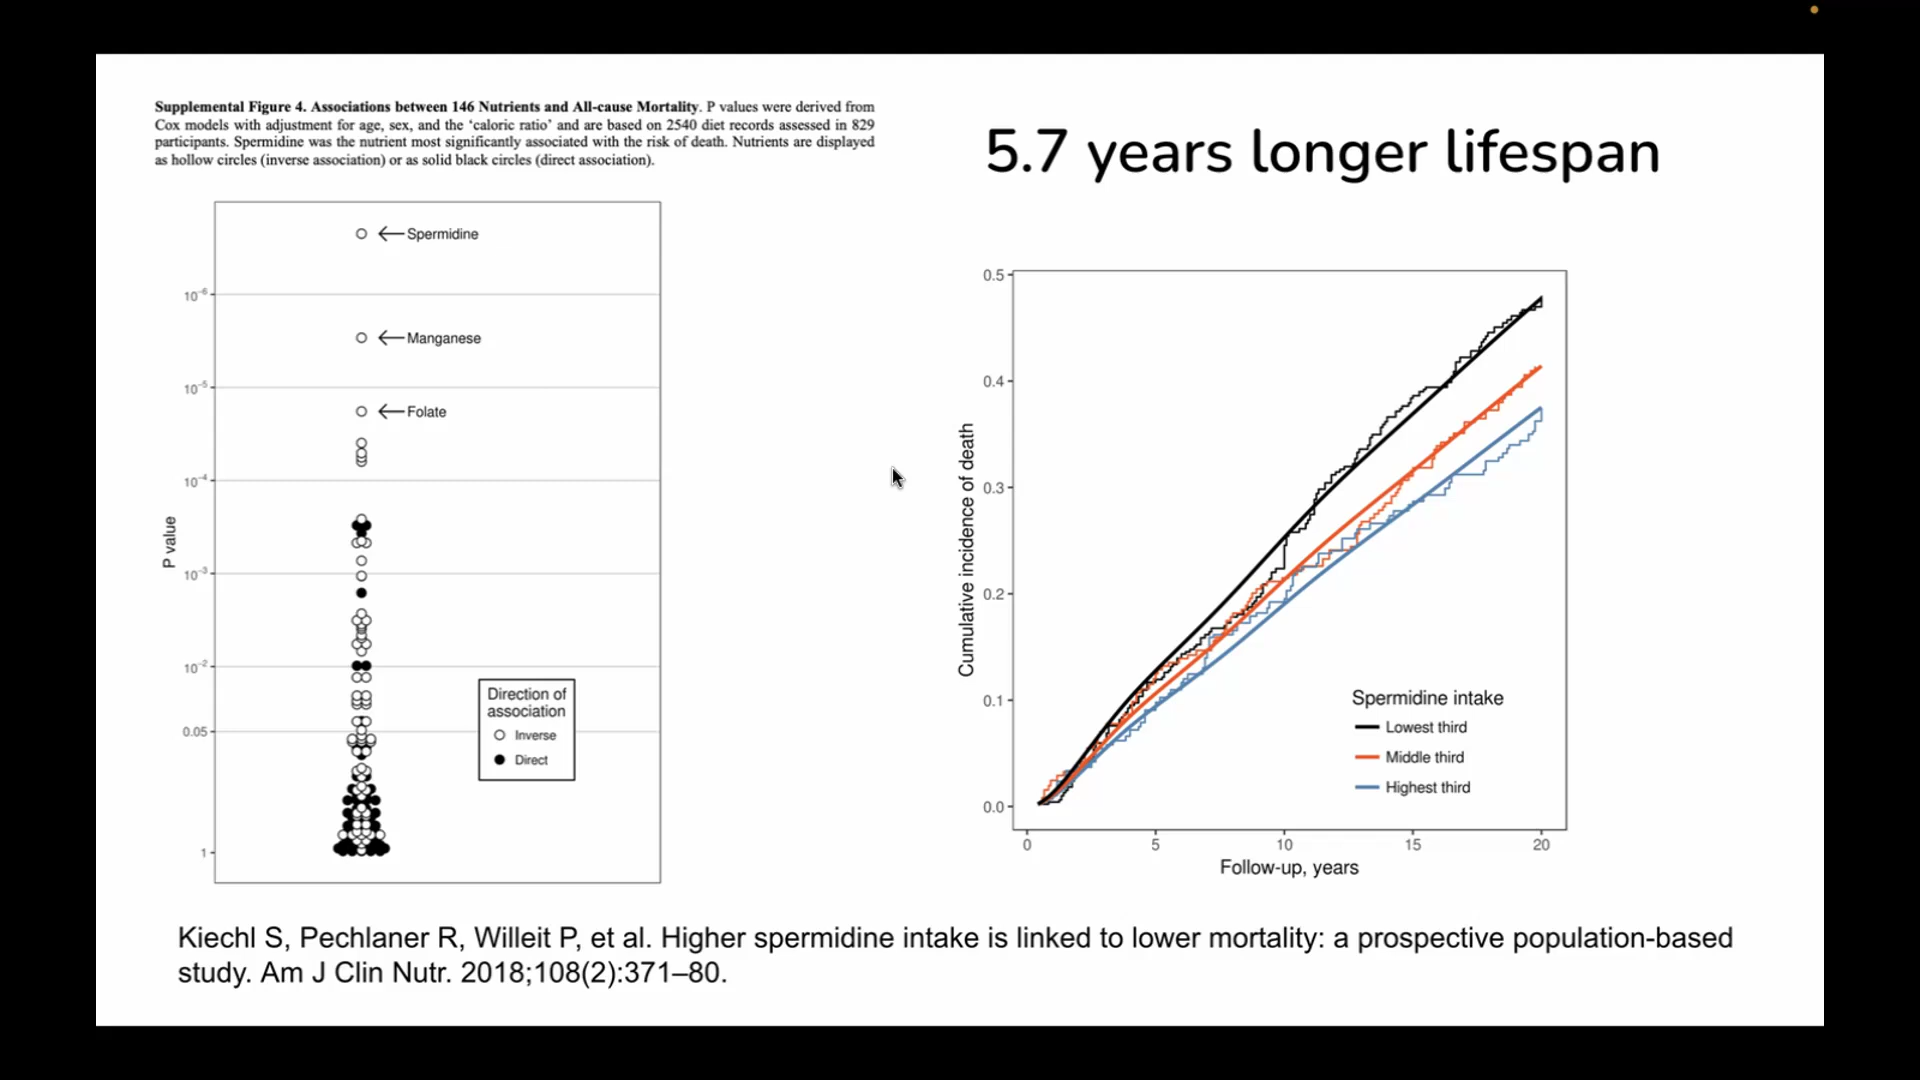 Supplemental Figure 4. Associations between 146 Nutrients and All-cause Mortality. P values were derived from
Cox models with adjustment for age, sex, and the ‘caloric ratio’ and are based on 2540 diet records assessed in 829
participants. Spermidine was the nutrient most significantly associated with the risk of death. Nutrients are displayed
as hollow circles (inverse association) or as solid black circles (direct association).
5.7 years longer lifespan
Spermidine
10⁻⁶
Manganese
10⁻⁵
Folate
10⁻⁴
P value
10⁻³
10⁻²
Direction of
association
0.05
Inverse
Direct
1
0.5
0.4
0.3
Cumulative incidence of death
0.2
0.1
0.0
Spermidine intake
Lowest third
Middle third
Highest third
0 5 10 15 20
Follow-up, years
Kiechl S, Pechlaner R, Willeit P, et al. Higher spermidine intake is linked to lower mortality: a prospective population-based
study. Am J Clin Nutr. 2018;108(2):371–80.